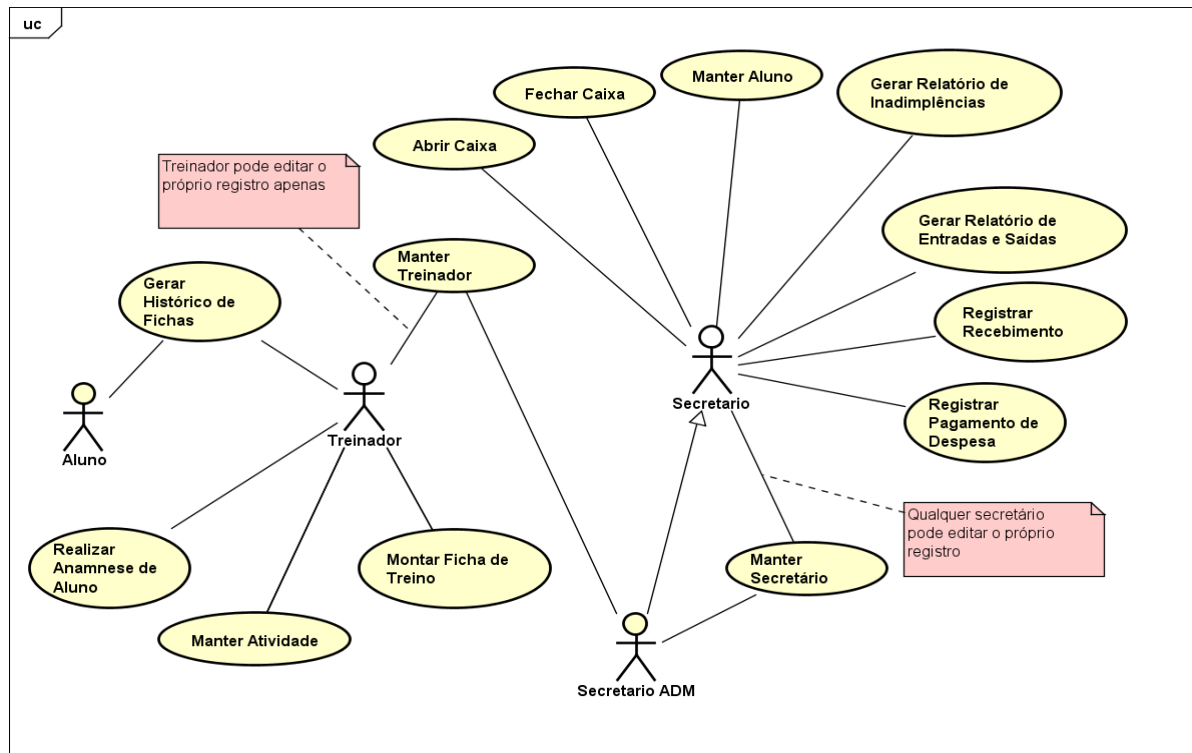 uc
Fechar Caixa
Manter Aluno
Gerar Relatório de
Inadimplências
Abrir Caixa
Treinador pode editar o
próprio registro apenas
Manter
Treinador
Gerar Relatório de
Entradas e Saídas
Gerar
Histórico de
Fichas
Registrar
Recebimento
Secretario
Registrar
Pagamento de
Despesa
Treinador
Aluno
Qualquer secretário
pode editar o próprio
registro
Realizar
Anamnese de
Aluno
Montar Ficha de
Treino
Manter
Secretário
Manter Atividade
Secretario ADM